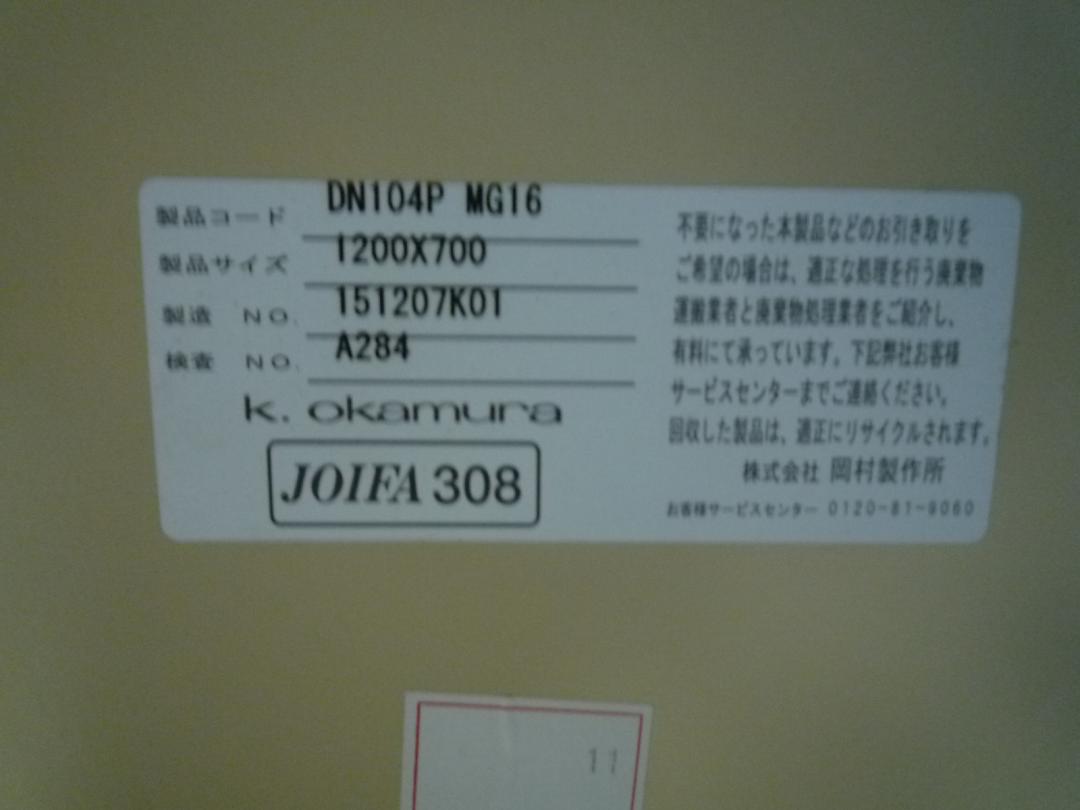 製品コード DN104P MG16
製品サイズ 1200X700
製造 NO. 151207K01
検査 NO. A284
k. okamura
JOIFA 308
不要になった本製品などのお引き取りを
ご希望の場合は、適正な処理を行う廃棄物
運搬業者と廃棄物処理業者をご紹介し、
有料にて承っています。下記弊社お客様
サービスセンターまでご連絡ください。
回収した製品は、適正にリサイクルされます。
株式会社 岡村製作所
お客様サービスセンター 0120-81-9060
11